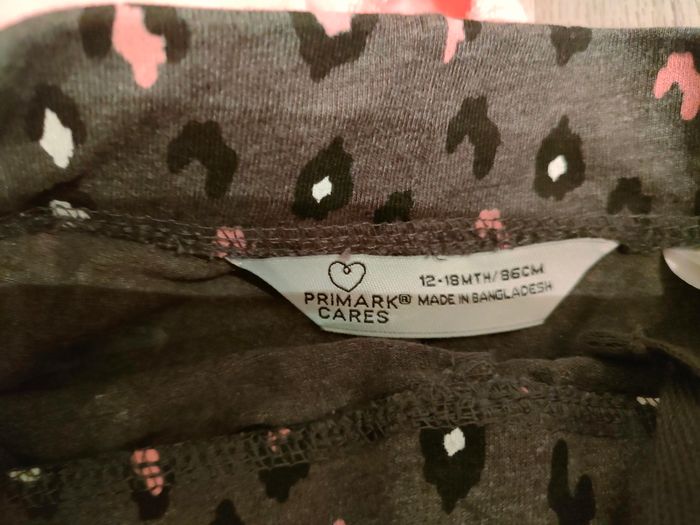 12-18MTH/86CM
PRIMARK® MADE IN BANGLADESH
CARES